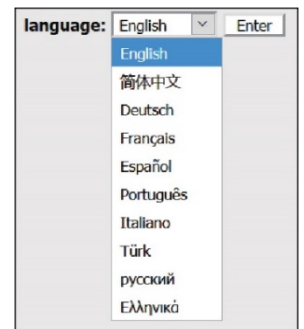 language: English Enter
English
简体中文
Deutsch
Français
Español
Português
Italiano
Türk
русский
Ελληνικά